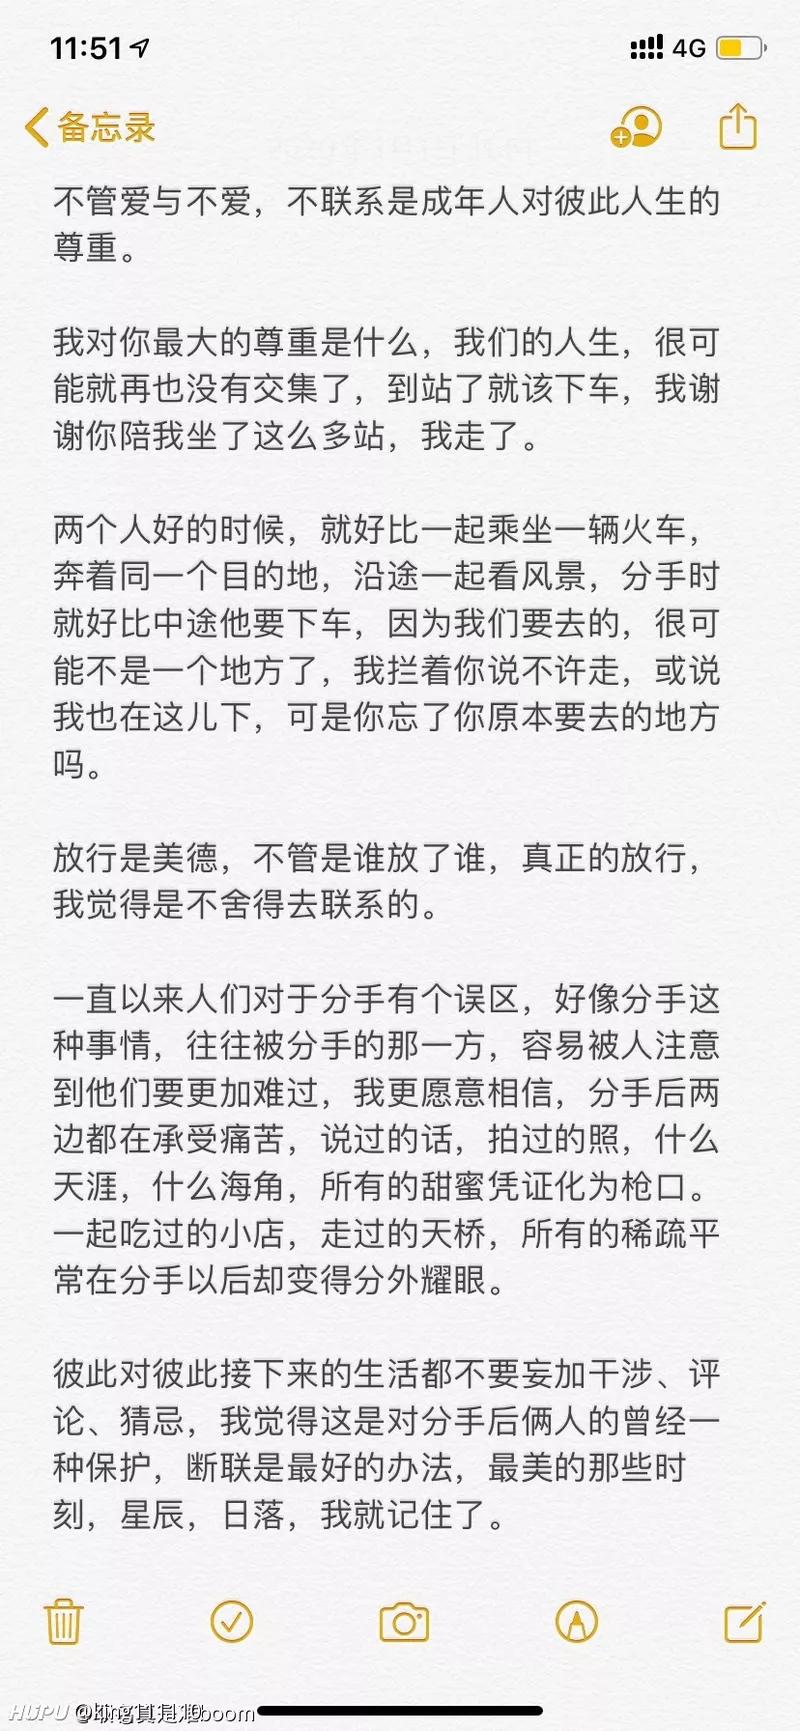 11:51
4G
备忘录
不管爱与不爱，不联系是成年人对彼此人生的
尊重。
我对你最大的尊重是什么，我们的人生，很可
能就再也没有交集了，到站了就该下车，我谢
谢你陪我坐了这么多站，我走了。
两个人好的时候，就好比一起乘坐一辆火车，
奔着同一个目的地，沿途一起看风景，分手时
就好比中途他要下车，因为我们要去的，很可
能不是一个地方了，我拦着你说不许走，或说
我也在这儿下，可是你忘了你原本要去的地方
吗。
放行是美德，不管是谁放了谁，真正的放行，
我觉得是不舍得去联系的。
一直以来人们对于分手有个误区，好像分手这
种事情，往往被分手的那一方，容易被人注意
到他们要更加难过，我更愿意相信，分手后两
边都在承受痛苦，说过的话，拍过的照，什么
天涯，什么海角，所有的甜蜜凭证化为枪口。
一起吃过的小店，走过的天桥，所有的稀疏平
常在分手以后却变得分外耀眼。
彼此对彼此接下来的生活都不要妄加干涉、评
论、猜忌，我觉得这是对分手后俩人的曾经一
种保护，断联是最好的办法，最美的那些时
刻，星辰，日落，我就记住了。
HUPU